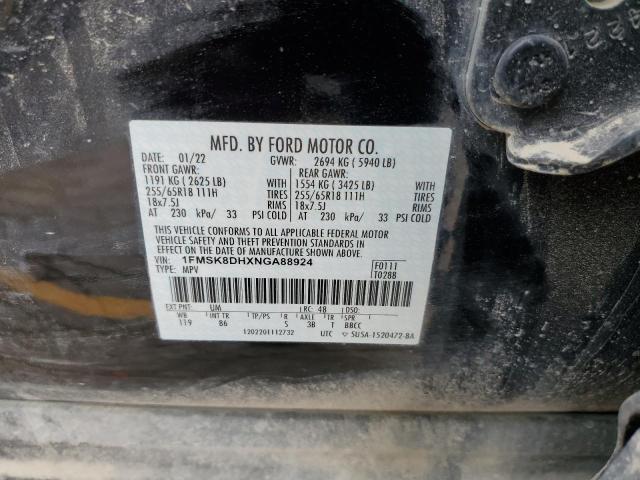 MFD. BY FORD MOTOR CO.
DATE: 01/22 GVWR: 2694 KG ( 5940 LB)
FRONT GAWR: REAR GAWR:
1191 KG ( 2625 LB) WITH 1554 KG ( 3425 LB) WITH
255/65R18 111H TIRES 255/65R18 111H TIRES
18x7.5J RIMS 18x7.5J RIMS
AT 230 kPa/ 33 PSI COLD AT 230 kPa/ 33 PSI COLD
THIS VEHICLE CONFORMS TO ALL APPLICABLE FEDERAL MOTOR
VEHICLE SAFETY AND THEFT PREVENTION STANDARDS IN
EFFECT ON THE DATE OF MANUFACTURE SHOWN ABOVE.
VIN: 1FMSK8DHXNGA88924 F0111
TYPE: MPV T0288
EXT PNT: UM RC: 48 DSO:
WB INT TR TP/PS R AXLE TR SPR
119 86 5 3B T BBCC
1202201112732 UTC 5U5A-1520472-BA